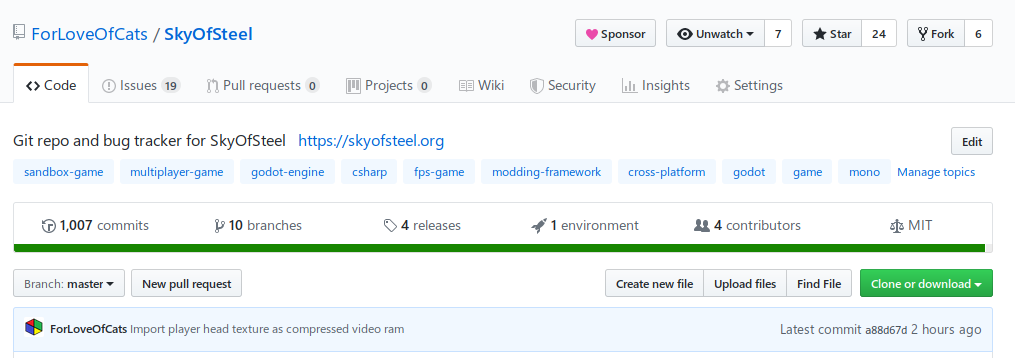 ForLoveOfCats / SkyOfSteel Sponsor Unwatch 7 Star 24 Fork 6
Code Issues 19 Pull requests 0 Projects 0 Wiki Security Insights Settings
Git repo and bug tracker for SkyOfSteel https://skyofsteel.org Edit
sandbox-game multiplayer-game godot-engine csharp fps-game modding-framework cross-platform godot game mono Manage topics
1,007 commits 10 branches 4 releases 1 environment 4 contributors MIT
Branch: master New pull request Create new file Upload files Find File Clone or download
ForLoveOfCats Import player head texture as compressed video ram Latest commit a88d67d 2 hours ago